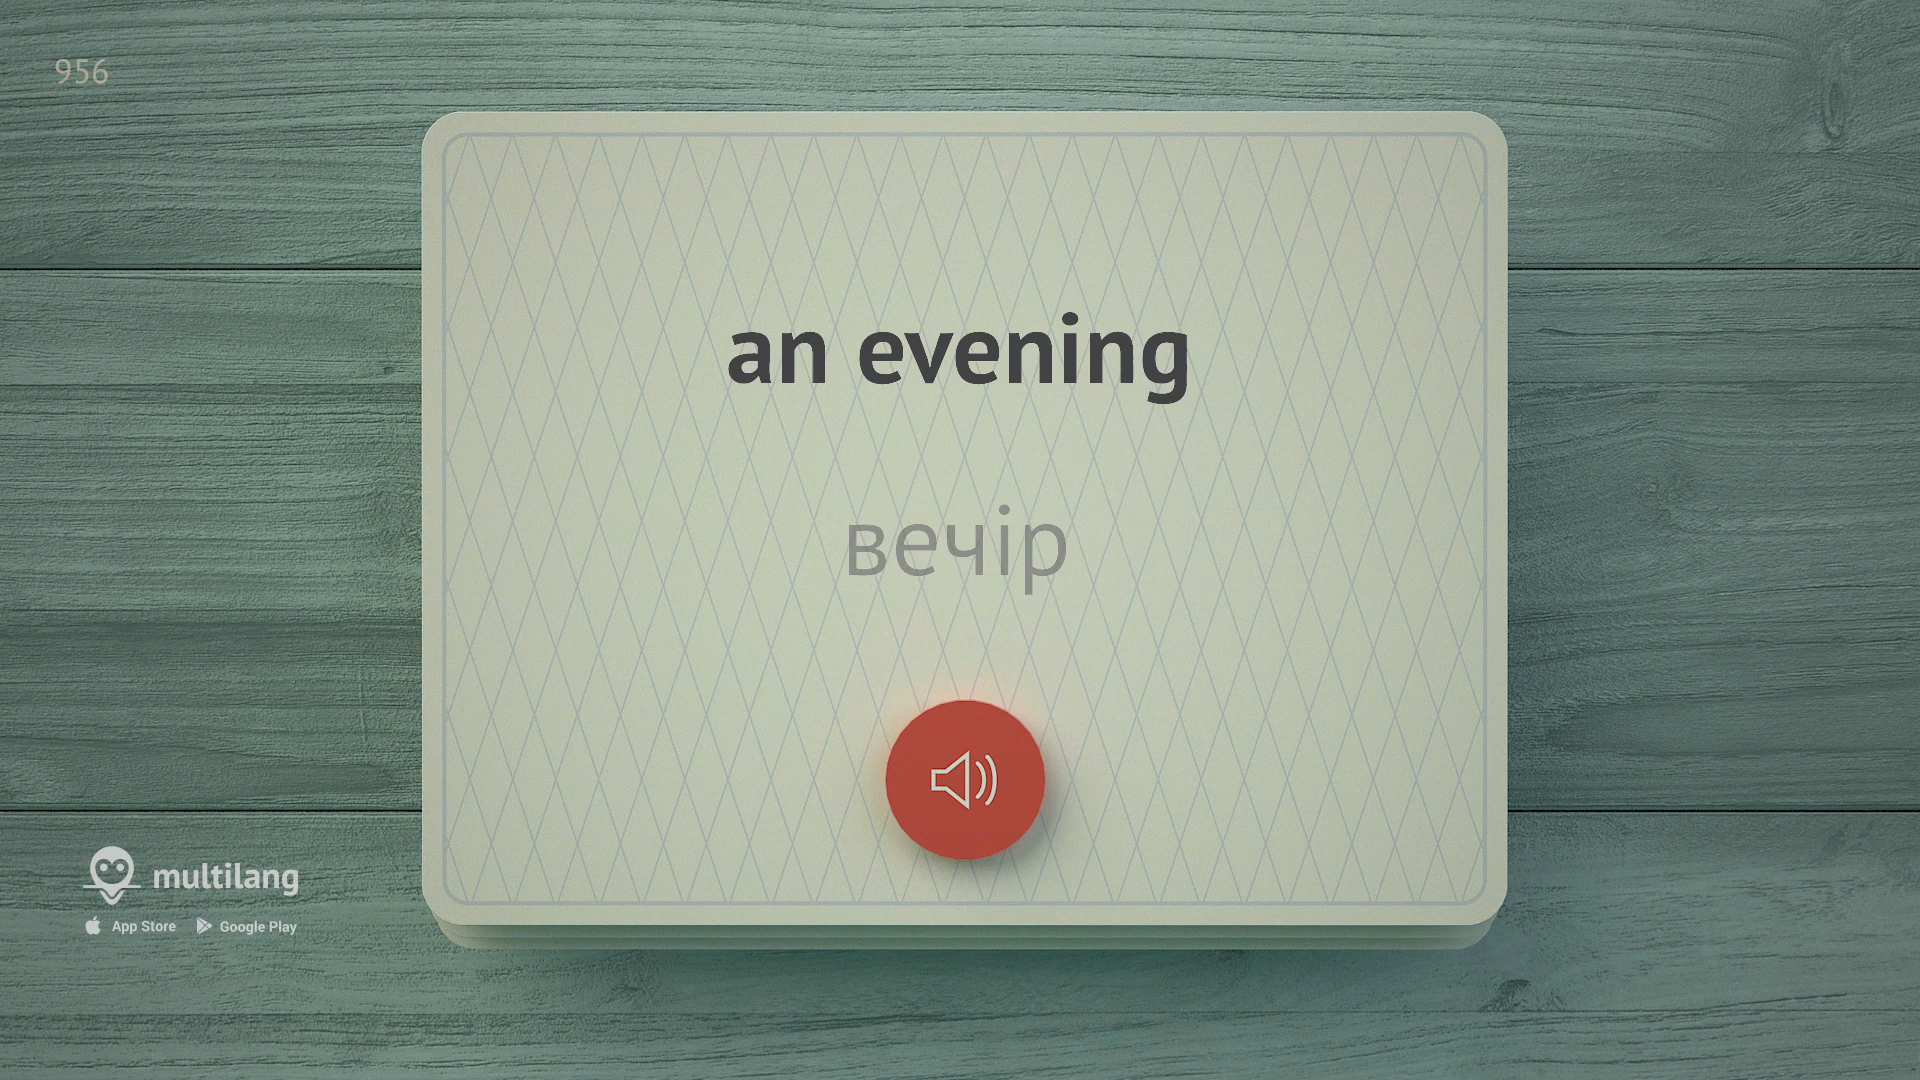 956
an evening
вечір
multilang
App Store
Google Play